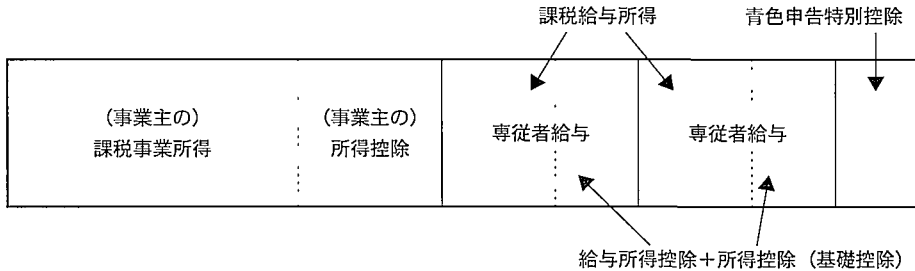 課税給与所得
青色申告特別控除
(事業主の)
課税事業所得
(事業主の)
所得控除
専従者給与
専従者給与
給与所得控除+所得控除(基礎控除)